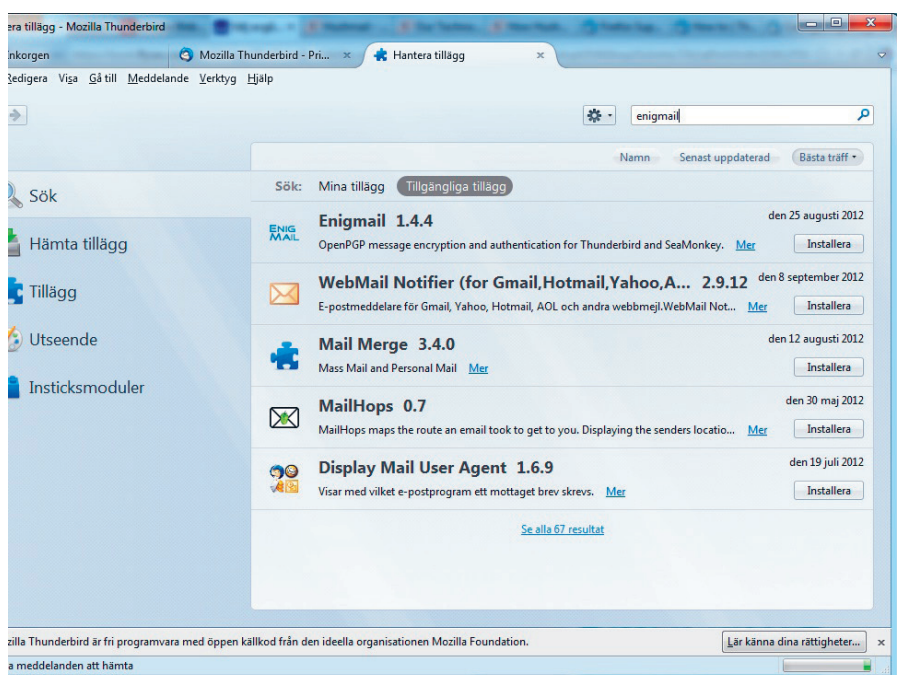 era tillägg - Mozilla Thunderbird
nkorgen
Mozilla Thunderbird - Pri...
Hantera tillägg
Redigera Visa Gå till Meddelande Verktyg Hjälp
enigmail
Namn Senast uppdaterad Bästa träff
Sök: Mina tillägg Tillgängliga tillägg
Sök
Hämta tillägg
Tillägg
Utseende
Insticksmoduler
ENIG
MAIL
Enigmail 1.4.4
den 25 augusti 2012
OpenPGP message encryption and authentication for Thunderbird and SeaMonkey. Mer
Installera
WebMail Notifier (for Gmail,Hotmail,Yahoo,A... 2.9.12
den 8 september 2012
E-postmeddelare för Gmail, Yahoo, Hotmail, AOL och andra webbmejl.WebMail Not... Mer
Installera
Mail Merge 3.4.0
den 12 augusti 2012
Mass Mail and Personal Mail Mer
Installera
MailHops 0.7
den 30 maj 2012
MailHops maps the route an email took to get to you. Displaying the senders locatio... Mer
Installera
Display Mail User Agent 1.6.9
den 19 juli 2012
Visar med vilket e-postprogram ett mottaget brev skrevs. Mer
Installera
Se alla 67 resultat
zilla Thunderbird är fri programvara med öppen källkod från den ideella organisationen Mozilla Foundation.
Lär känna dina rättigheter...
a meddelanden att hämta